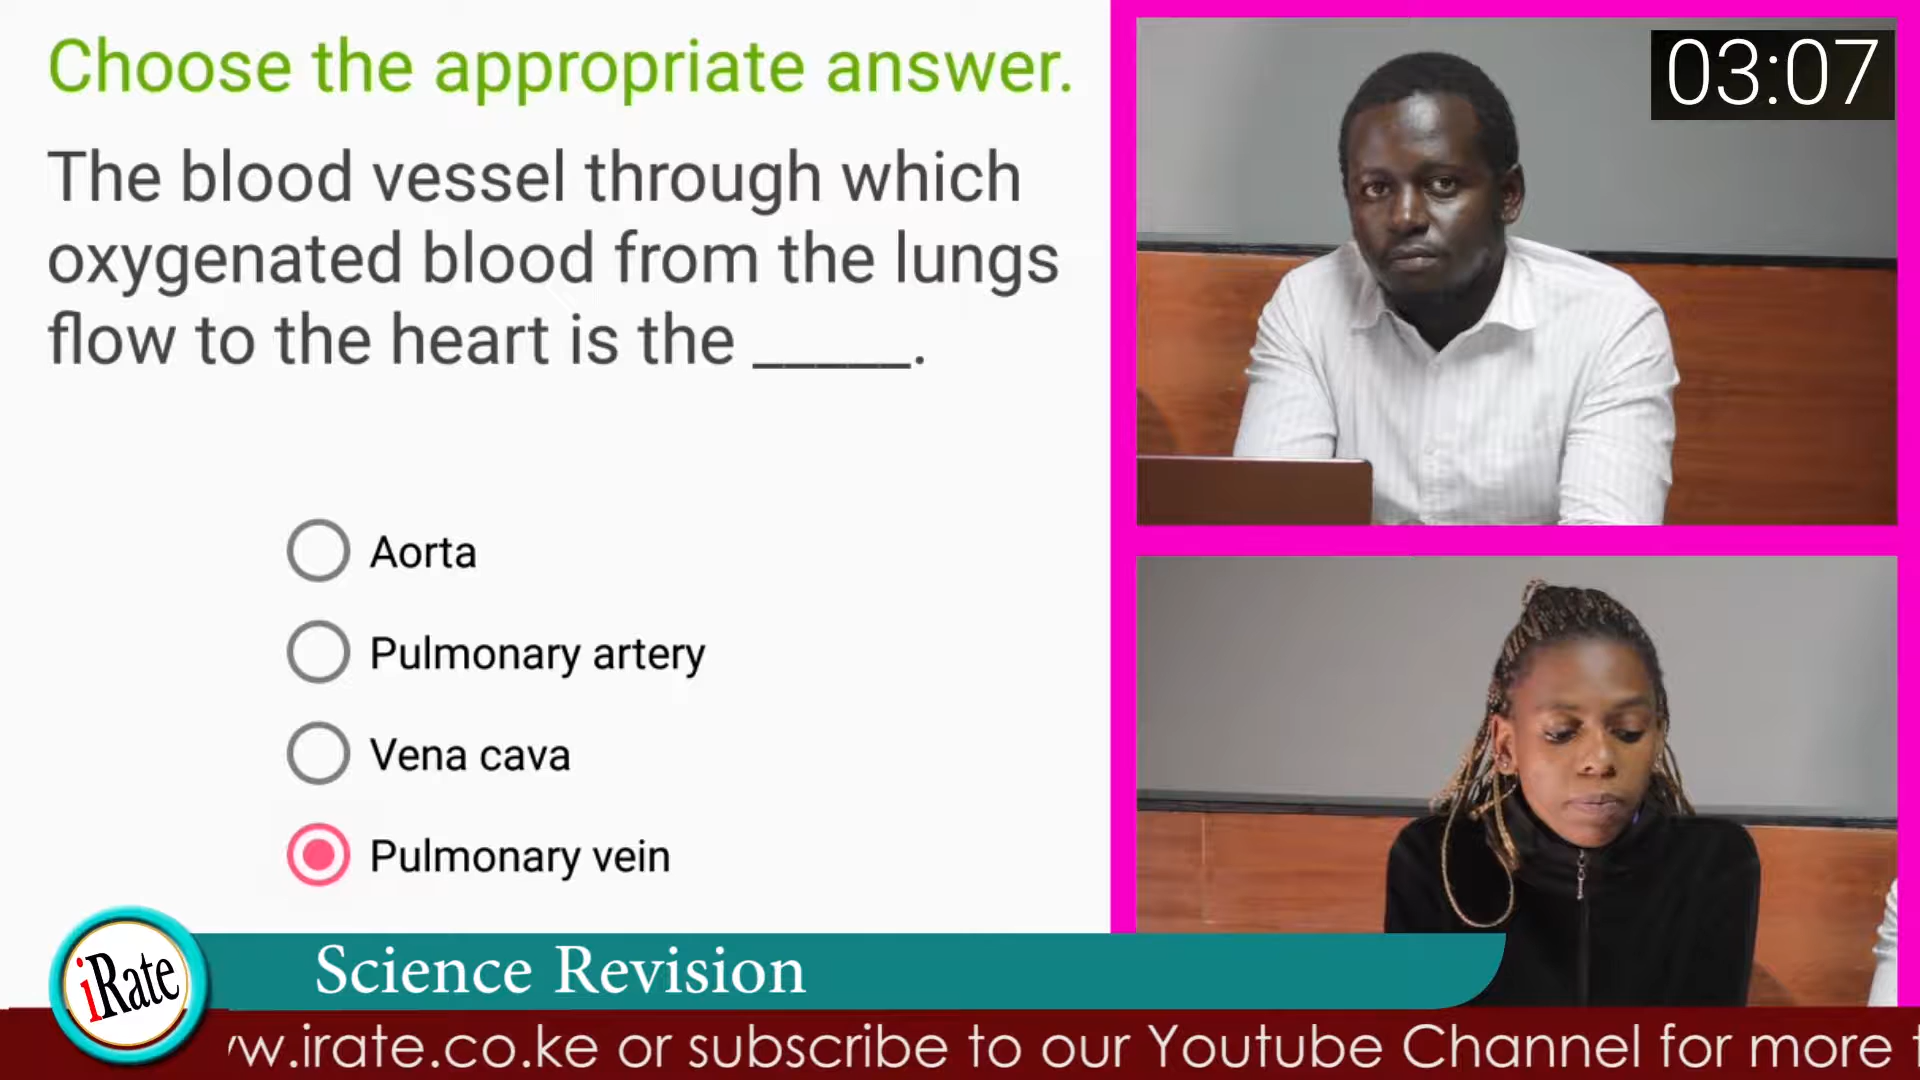 Choose the appropriate answer.
The blood vessel through which
oxygenated blood from the lungs
flow to the heart is the _____.
Aorta
Pulmonary artery
Vena cava
Pulmonary vein
03:07
iRate
Science Revision
w.irate.co.ke or subscribe to our Youtube Channel for more